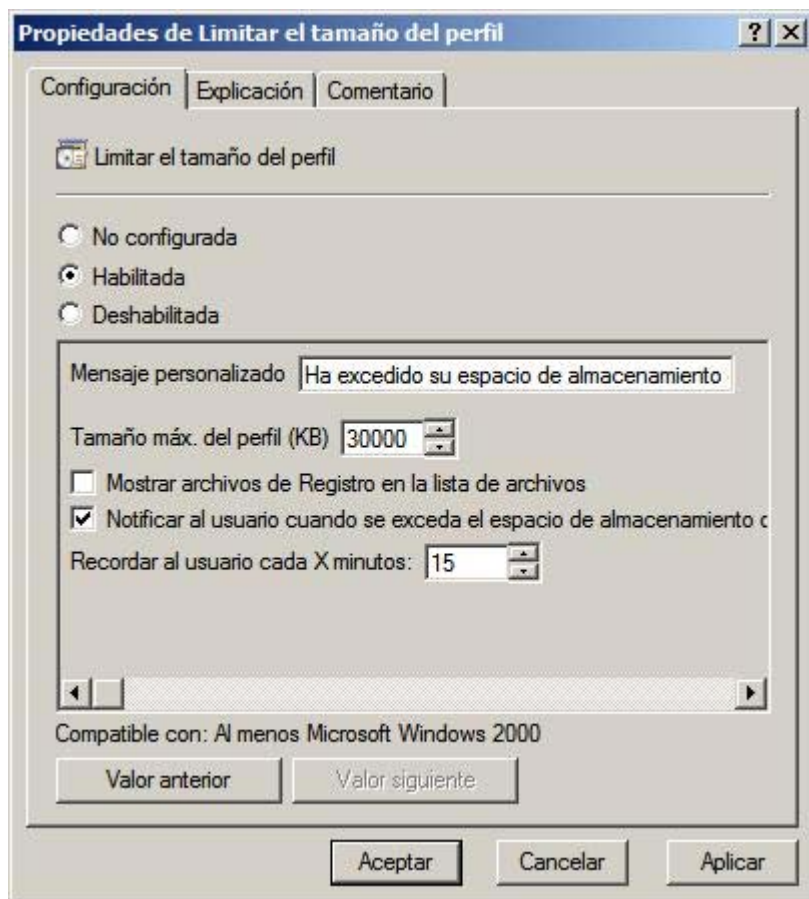 Propiedades de Limitar el tamaño del perfil
Configuración Explicación Comentario
Limitar el tamaño del perfil
No configurada
Habilitada
Deshabilitada
Mensaje personalizado Ha excedido su espacio de almacenamiento
Tamaño máx. del perfil (KB) 30000
Mostrar archivos de Registro en la lista de archivos
Notificar al usuario cuando se exceda el espacio de almacenamiento
Recordar al usuario cada X minutos: 15
Compatible con: Al menos Microsoft Windows 2000
Valor anterior Valor siguiente
Aceptar Cancelar Aplicar